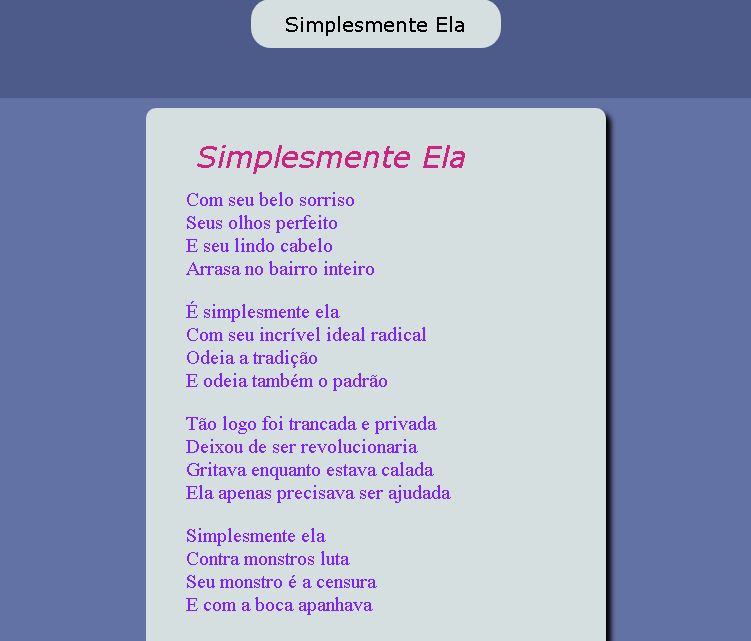 Simplesmente Ela
Simplesmente Ela
Com seu belo sorriso
Seus olhos perfeito
E seu lindo cabelo
Arrasa no bairro inteiro
É simplesmente ela
Com seu incrível ideal radical
Odeia a tradição
E odeia também o padrão
Tão logo foi trancada e privada
Deixou de ser revolucionaria
Gritava enquanto estava calada
Ela apenas precisava ser ajudada
Simplesmente ela
Contra monstros luta
Seu monstro é a censura
E com a boca apanhava